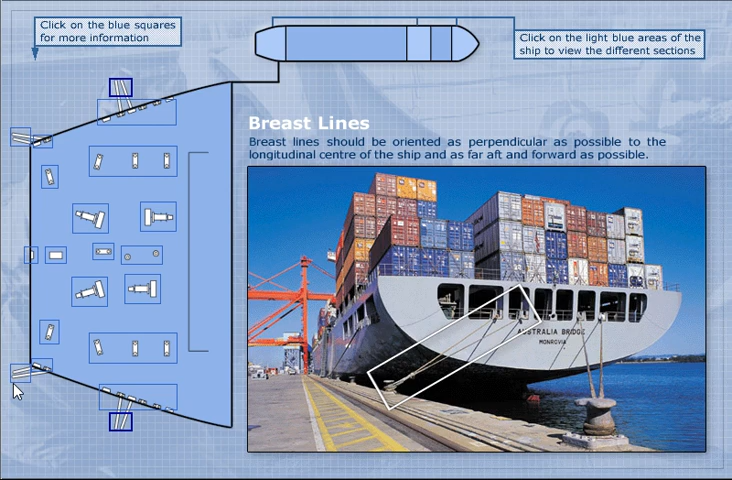 Click on the blue squares
for more information
Click on the light blue areas of the
ship to view the different sections
Breast Lines
Breast lines should be oriented as perpendicular as possible to the
longitudinal centre of the ship and as far aft and forward as possible.
AUSTRALIA BRIDGE
MONROVIA